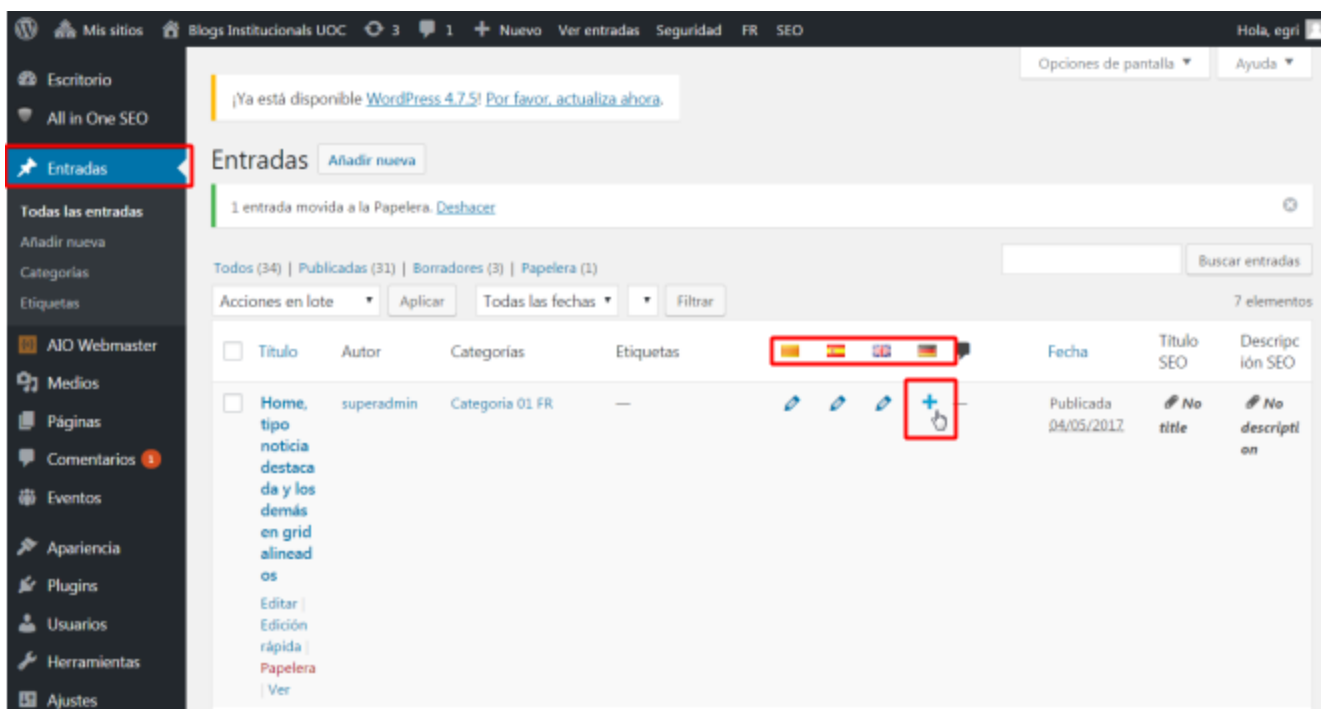 Mis sitios Blogs Institucionals UOC 3 1 Nuevo Ver entradas Seguridad FR SEO Hola, egri
Opciones de pantalla Ayuda
Escritorio
All in One SEO
Entradas
Todas las entradas
Añadir nueva
Categorías
Etiquetas
AIO Webmaster
Medios
Páginas
Comentarios 1
Eventos
Apariencia
Plugins
Usuarios
Herramientas
Ajustes
¡Ya está disponible WordPress 4.7.5! Por favor, actualiza ahora.
Entradas Añadir nueva
1 entrada movida a la Papelera. Deshacer
Todos (34) | Publicadas (31) | Borradores (3) | Papelera (1)
Buscar entradas
Acciones en lote Aplicar Todas las fechas Filtrar 7 elementos
Título Autor Categorías Etiquetas Fecha Título SEO Descripción SEO
Home, superadmin Categoria 01 FR — — Publicada No No
tipo 04/05/2017 title descripti
noticia on
destaca
da y los
demás
en grid
alinead
os
Editar |
Edición
rápida |
Papelera
| Ver